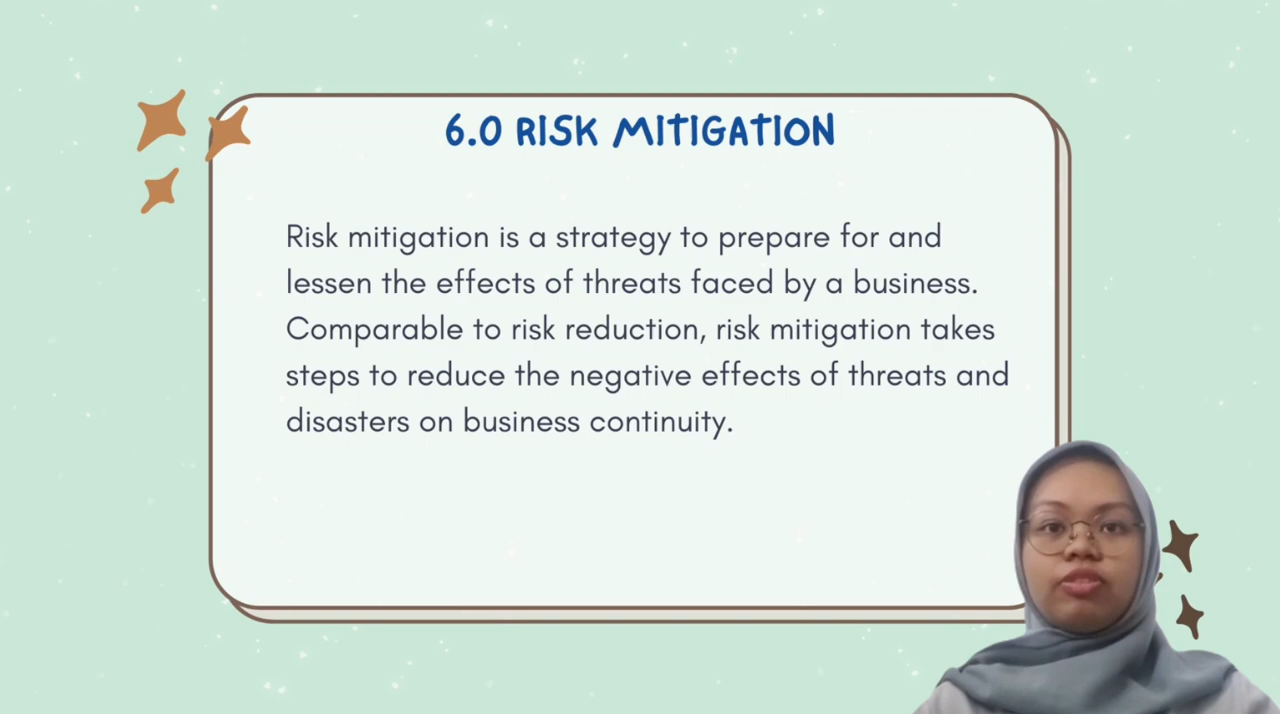 6.0 RISK MITIGATION
Risk mitigation is a strategy to prepare for and
lessen the effects of threats faced by a business.
Comparable to risk reduction, risk mitigation takes
steps to reduce the negative effects of threats and
disasters on business continuity.